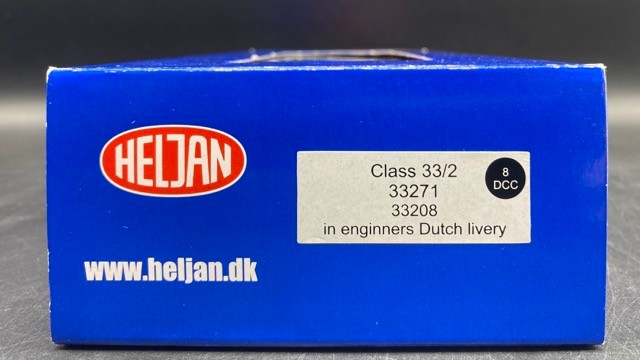 HELJAN
Class 33/2
33271
33208
in enginners Dutch livery
8
DCC
www.heljan.dk